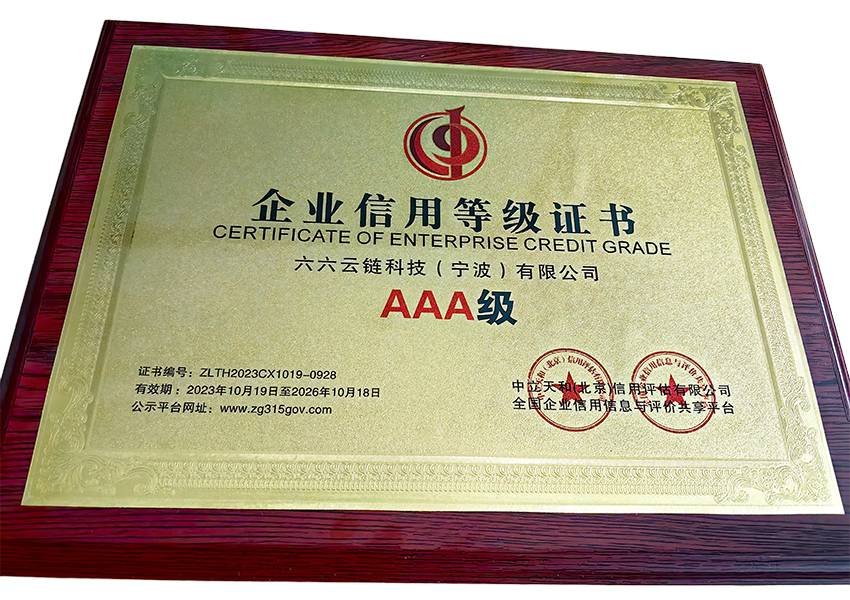 企业信用等级证书
CERTIFICATE OF ENTERPRISE CREDIT GRADE
六六云链科技（宁波）有限公司
AAA级
证书编号：ZLTH2023CX1019-0928
有效期：2023年10月19日至2026年10月18日
公示平台网址：www.zg315gov.com
中立天和(北京)信用评估有限公司
全国企业信用信息与评价共享平台